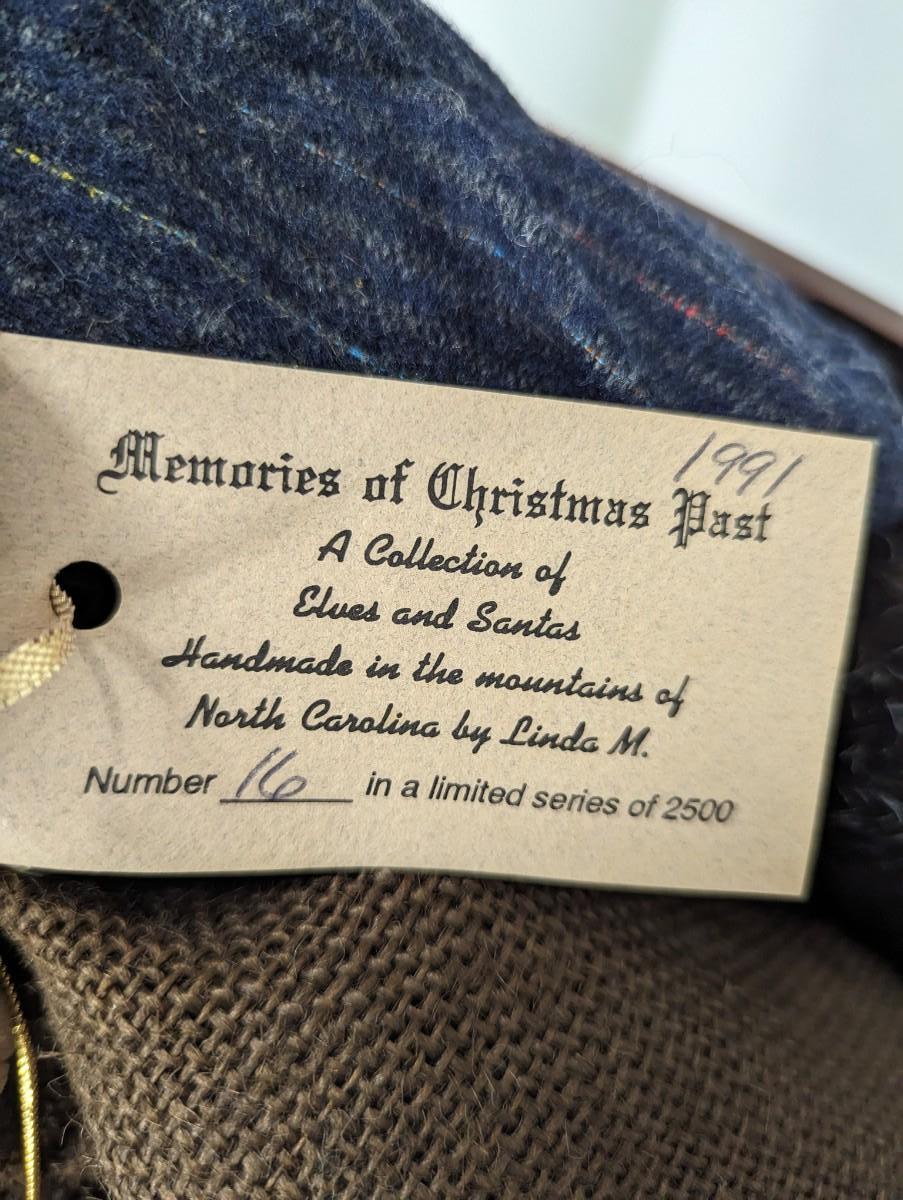 1991
Memories of Christmas Past
A Collection of
Elves and Santas
Handmade in the mountains of
North Carolina by Linda M.
Number 16 in a limited series of 2500